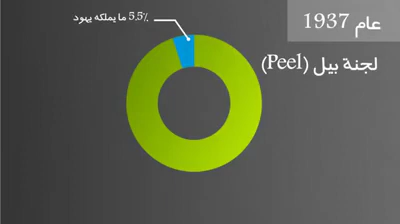 عام 1937
لجنة بيل (Peel)
5.5٪ ما يملكه يهود